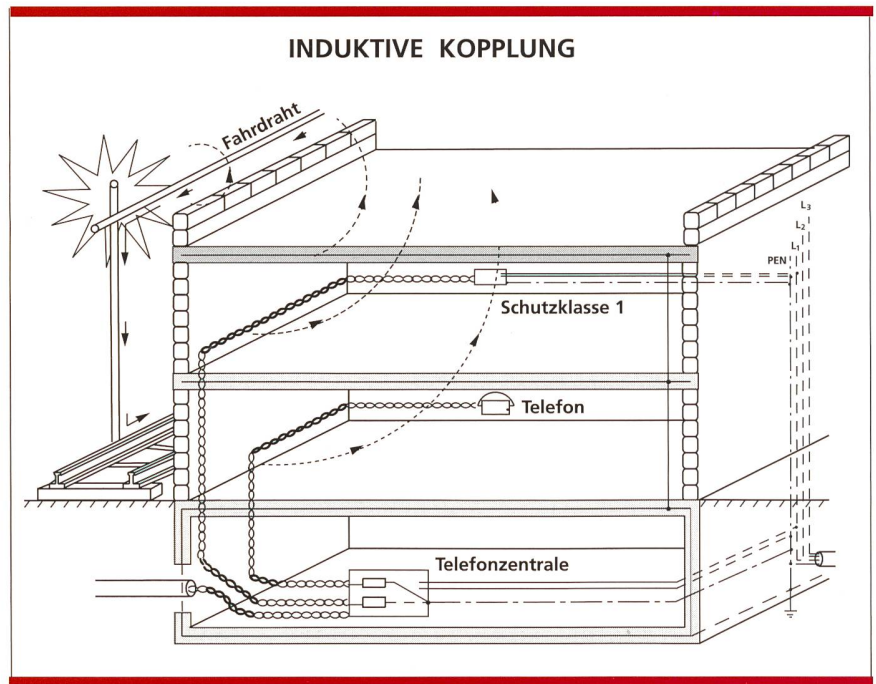 INDUKTIVE KOPPLUNG
Fahrdraht
L3
L2
L1
PEN
Schutzklasse 1
Telefon
Telefonzentrale